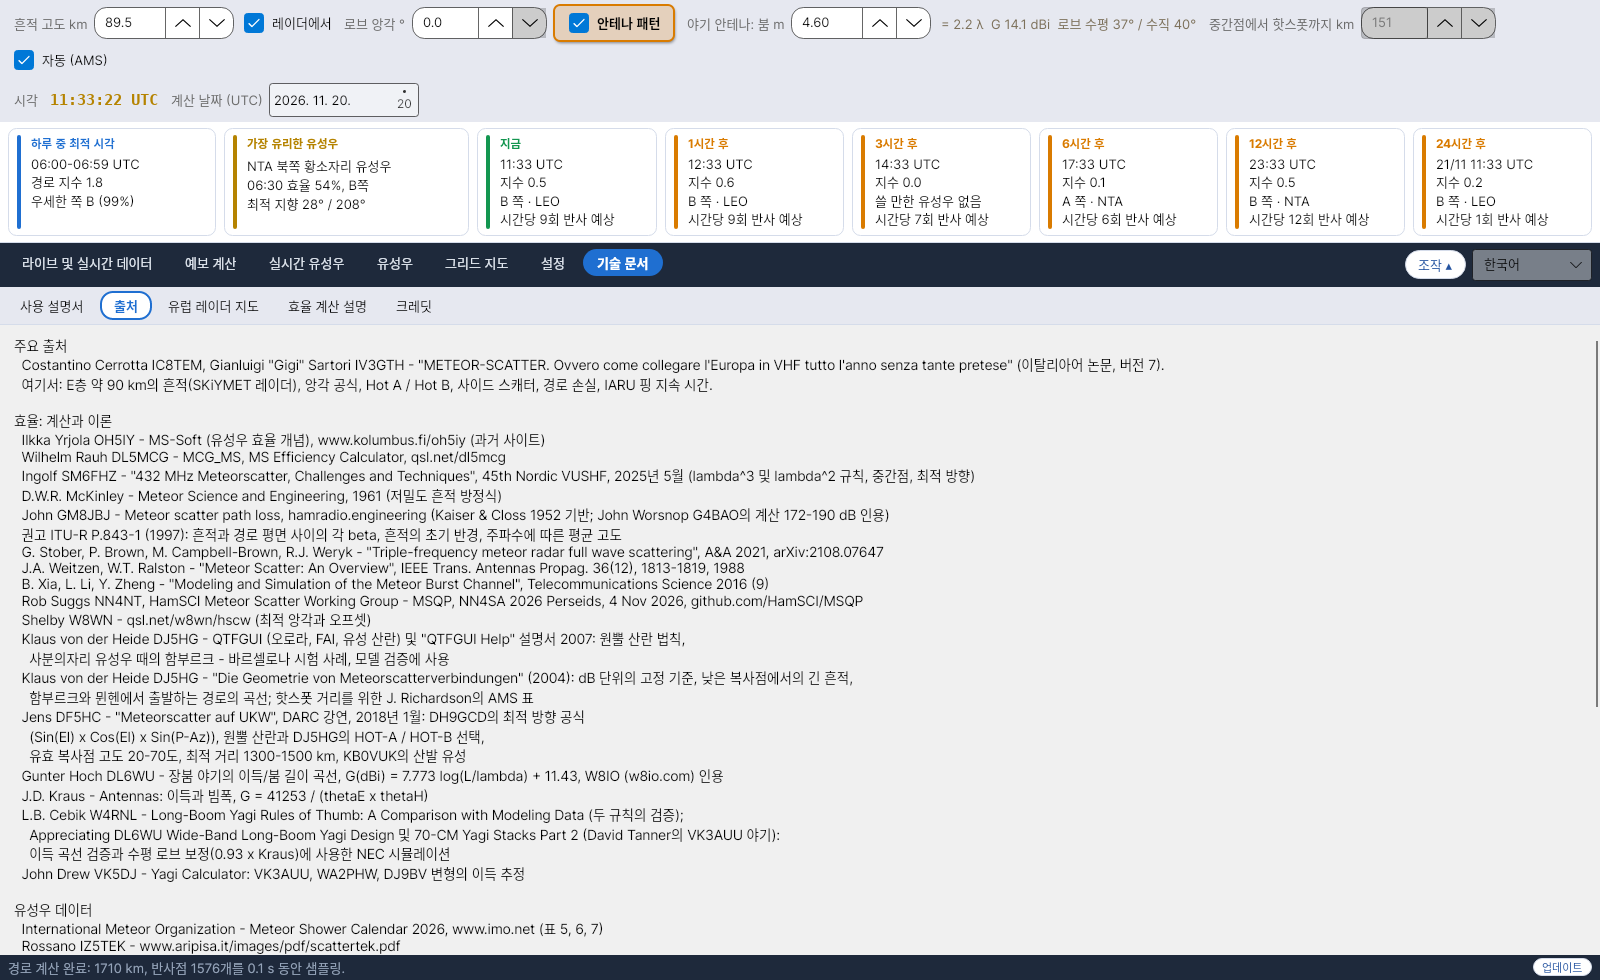 흔적 고도 km 89.5 레이더에서 로브 앙각 ° 0.0 안테나 패턴 야기 안테나: 붐 m 4.60 = 2.2 λ G 14.1 dBi 로브 수평 37° / 수직 40° 중간점에서 핫스폿까지 km 151
자동 (AMS)
시각 11:33:22 UTC 계산 날짜 (UTC) 2026. 11. 20. 20
하루 중 최적 시각
06:00-06:59 UTC
경로 지수 1.8
우세한 쪽 B (99%)
가장 유리한 유성우
NTA 북쪽 황소자리 유성우
06:30 효율 54%, B쪽
최적 지향 28° / 208°
지금
11:33 UTC
지수 0.5
B 쪽 · LEO
시간당 9회 반사 예상
1시간 후
12:33 UTC
지수 0.6
B 쪽 · LEO
시간당 9회 반사 예상
3시간 후
14:33 UTC
지수 0.0
쓸 만한 유성우 없음
시간당 7회 반사 예상
6시간 후
17:33 UTC
지수 0.1
A 쪽 · NTA
시간당 6회 반사 예상
12시간 후
23:33 UTC
지수 0.5
B 쪽 · NTA
시간당 12회 반사 예상
24시간 후
21/11 11:33 UTC
지수 0.2
B 쪽 · LEO
시간당 1회 반사 예상
라이브 및 실시간 데이터 예보 계산 실시간 유성우 유성우 그리드 지도 설정 기술 문서 조작 ▴ 한국어
사용 설명서 출처 유럽 레이더 지도 효율 계산 설명 크레딧
주요 출처
Costantino Cerrotta IC8TEM, Gianluigi "Gigi" Sartori IV3GTH - "METEOR-SCATTER. Ovvero come collegare l'Europa in VHF tutto l'anno senza tante pretese" (이탈리아어 논문, 버전 7).
여기서: E층 약 90 km의 흔적(SKiYMET 레이더), 앙각 공식, Hot A / Hot B, 사이드 스캐터, 경로 손실, IARU 핑 지속 시간.
효율: 계산과 이론
Ilkka Yrjola OH5IY - MS-Soft (유성우 효율 개념), www.kolumbus.fi/oh5iy (과거 사이트)
Wilhelm Rauh DL5MCG - MCG_MS, MS Efficiency Calculator, qsl.net/dl5mcg
Ingolf SM6FHZ - "432 MHz Meteorscatter, Challenges and Techniques", 45th Nordic VUSHF, 2025년 5월 (lambda^3 및 lambda^2 규칙, 중간점, 최적 방향)
D.W.R. McKinley - Meteor Science and Engineering, 1961 (저밀도 흔적 방정식)
John GM8JBJ - Meteor scatter path loss, hamradio.engineering (Kaiser & Closs 1952 기반; John Worsnop G4BAO의 계산 172-190 dB 인용)
권고 ITU-R P.843-1 (1997): 흔적과 경로 평면 사이의 각 beta, 흔적의 초기 반경, 주파수에 따른 평균 고도
G. Stober, P. Brown, M. Campbell-Brown, R.J. Weryk - "Triple-frequency meteor radar full wave scattering", A&A 2021, arXiv:2108.07647
J.A. Weitzen, W.T. Ralston - "Meteor Scatter: An Overview", IEEE Trans. Antennas Propag. 36(12), 1813-1819, 1988
B. Xia, L. Li, Y. Zheng - "Modeling and Simulation of the Meteor Burst Channel", Telecommunications Science 2016 (9)
Rob Suggs NN4NT, HamSCI Meteor Scatter Working Group - MSQP, NN4SA 2026 Perseids, 4 Nov 2026, github.com/HamSCI/MSQP
Shelby W8WN - qsl.net/w8wn/hscw (최적 앙각과 오프셋)
Klaus von der Heide DJ5HG - QTFGUI (오로라, FAI, 유성 산란) 및 "QTFGUI Help" 설명서 2007: 원뿔 산란 법칙,
사분의자리 유성우 때의 함부르크 - 바르셀로나 시험 사례, 모델 검증에 사용
Klaus von der Heide DJ5HG - "Die Geometrie von Meteorscatterverbindungen" (2004): dB 단위의 고정 기준, 낮은 복사점에서의 긴 흔적,
함부르크와 뮌헨에서 출발하는 경로의 곡선; 핫스폿 거리를 위한 J. Richardson의 AMS 표
Jens DF5HC - "Meteorscatter auf UKW", DARC 강연, 2018년 1월: DH9GCD의 최적 방향 공식
(Sin(El) x Cos(El) x Sin(P-Az)), 원뿔 산란과 DJ5HG의 HOT-A / HOT-B 선택,
유효 복사점 고도 20-70도, 최적 거리 1300-1500 km, KB0VUK의 산발 유성
Gunter Hoch DL6WU - 장붐 야기의 이득/붐 길이 곡선, G(dBi) = 7.773 log(L/lambda) + 11.43, W8IO (w8io.com) 인용
J.D. Kraus - Antennas: 이득과 빔폭, G = 41253 / (thetaE x thetaH)
L.B. Cebik W4RNL - Long-Boom Yagi Rules of Thumb: A Comparison with Modeling Data (두 규칙의 검증);
Appreciating DL6WU Wide-Band Long-Boom Yagi Design 및 70-CM Yagi Stacks Part 2 (David Tanner의 VK3AUU 야기):
이득 곡선 검증과 수평 로브 보정(0.93 x Kraus)에 사용한 NEC 시뮬레이션
John Drew VK5DJ - Yagi Calculator: VK3AUU, WA2PHW, DJ9BV 변형의 이득 추정
유성우 데이터
International Meteor Organization - Meteor Shower Calendar 2026, www.imo.net (표 5, 6, 7)
Rossano IZ5TEK - www.aripisa.it/images/pdf/scattertek.pdf
경로 계산 완료: 1710 km, 반사점 1576개를 0.1 s 동안 샘플링. 업데이트